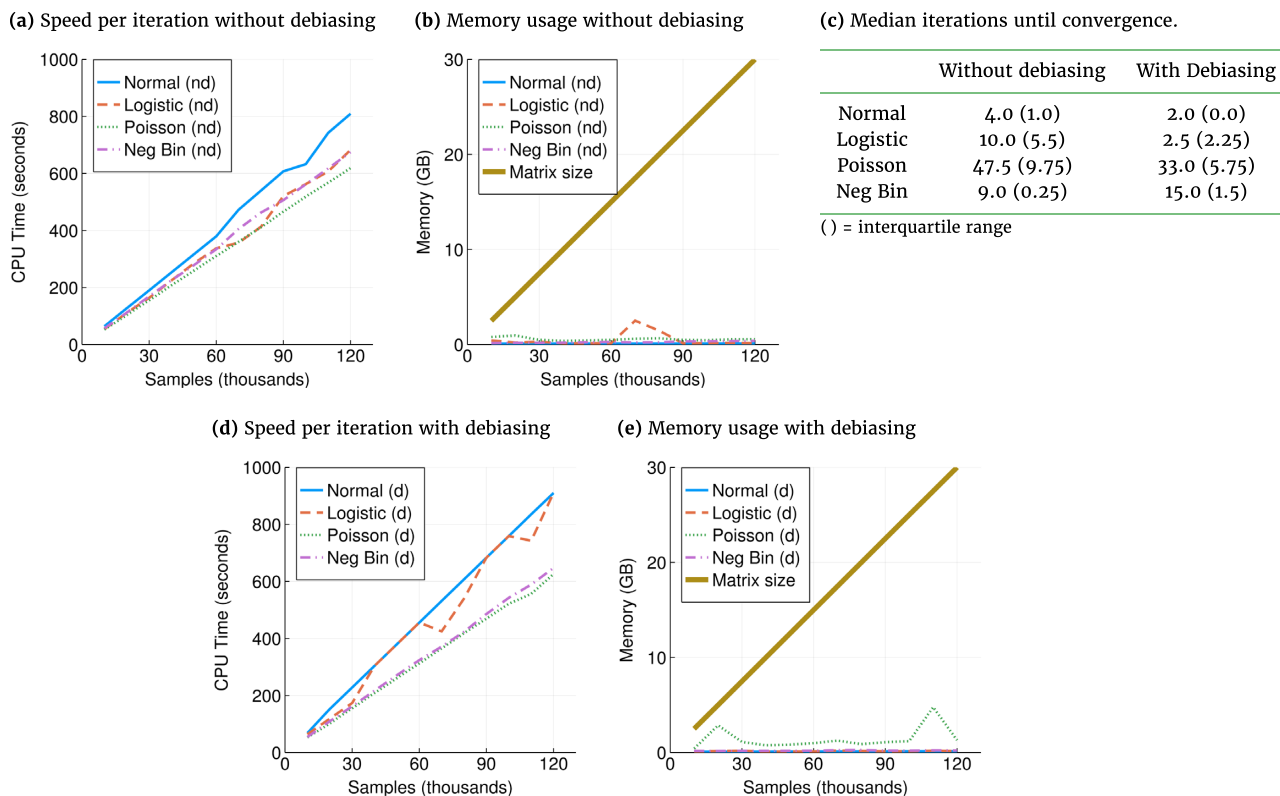 (a) Speed per iteration without debiasing
1000
800
600
400
200
0
CPU Time (seconds)
Normal (nd)
Logistic (nd)
Poisson (nd)
Neg Bin (nd)
0 30 60 90 120
Samples (thousands)
(b) Memory usage without debiasing
30
20
10
0
Memory (GB)
Normal (nd)
Logistic (nd)
Poisson (nd)
Neg Bin (nd)
Matrix size
0 30 60 90 120
Samples (thousands)
(c) Median iterations until convergence.
Without debiasing With Debiasing
Normal 4.0 (1.0) 2.0 (0.0)
Logistic 10.0 (5.5) 2.5 (2.25)
Poisson 47.5 (9.75) 33.0 (5.75)
Neg Bin 9.0 (0.25) 15.0 (1.5)
( ) = interquartile range
(d) Speed per iteration with debiasing
1000
800
600
400
200
0
CPU Time (seconds)
Normal (d)
Logistic (d)
Poisson (d)
Neg Bin (d)
0 30 60 90 120
Samples (thousands)
(e) Memory usage with debiasing
30
20
10
0
Memory (GB)
Normal (d)
Logistic (d)
Poisson (d)
Neg Bin (d)
Matrix size
0 30 60 90 120
Samples (thousands)